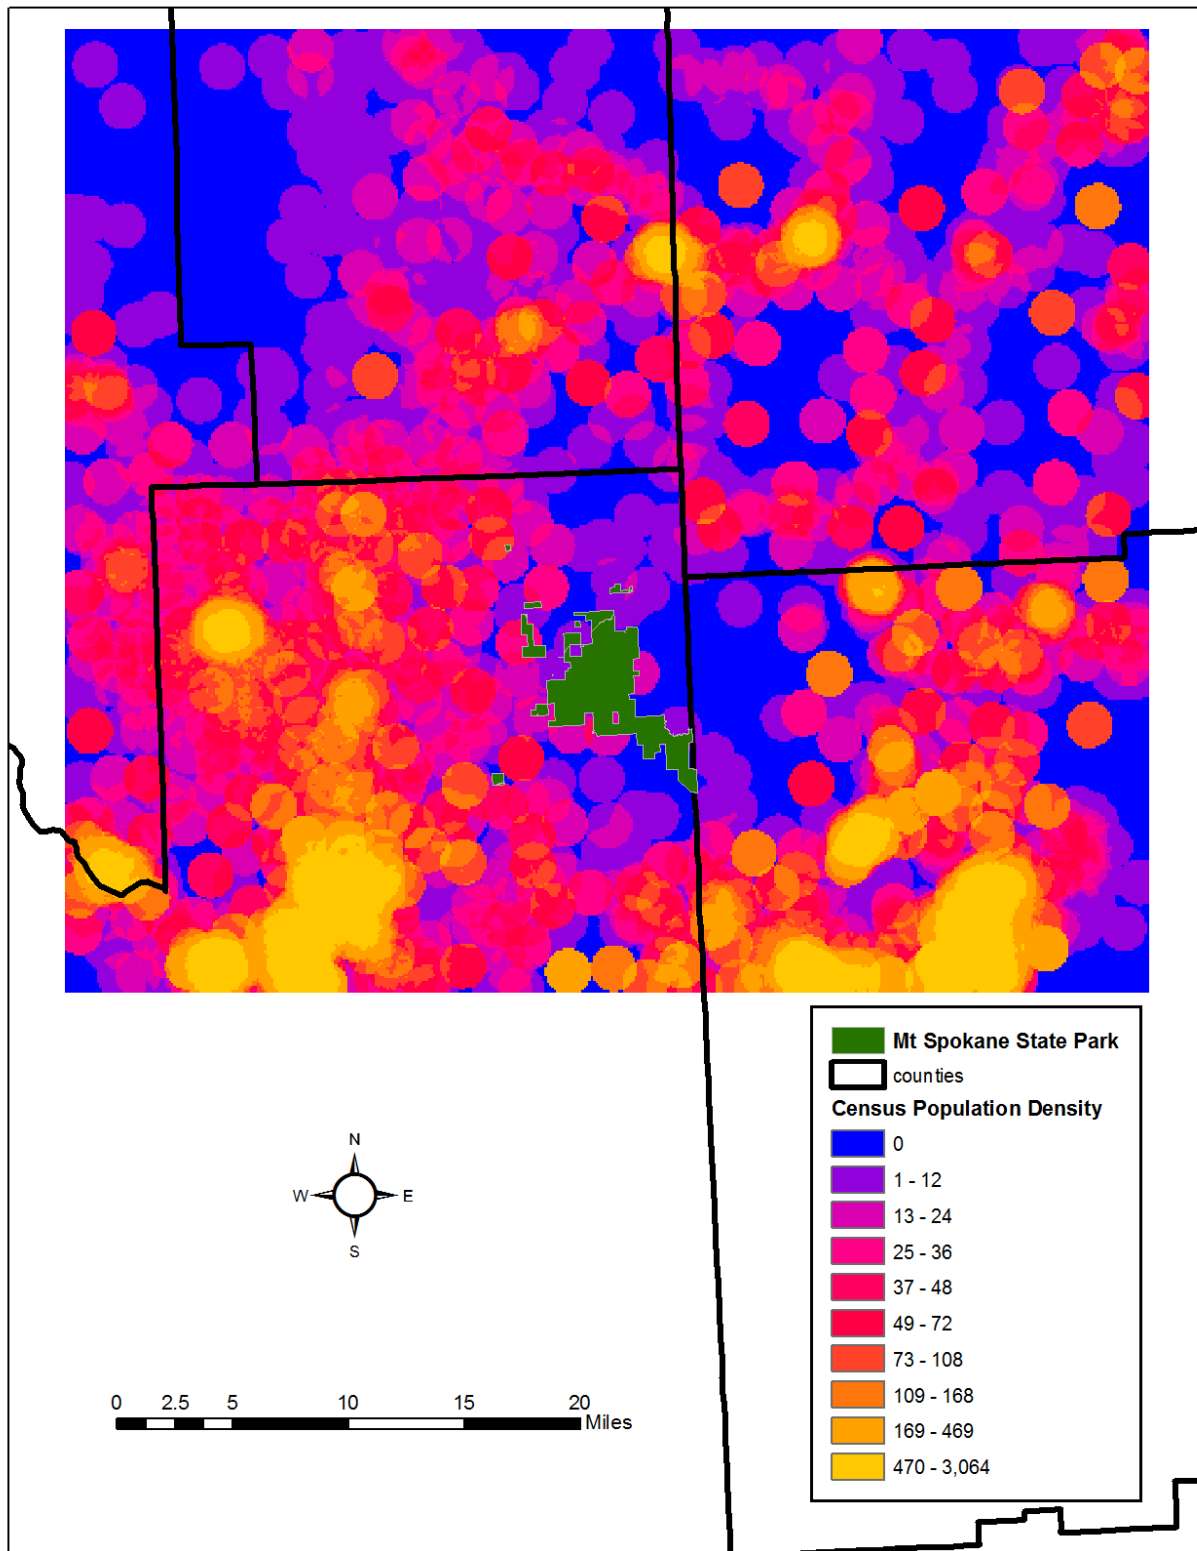 Mt Spokane State Park
counties
Census Population Density
0
1 - 12
13 - 24
25 - 36
37 - 48
49 - 72
73 - 108
109 - 168
169 - 469
470 - 3,064
N
W E
S
0 2.5 5 10 15 20
Miles